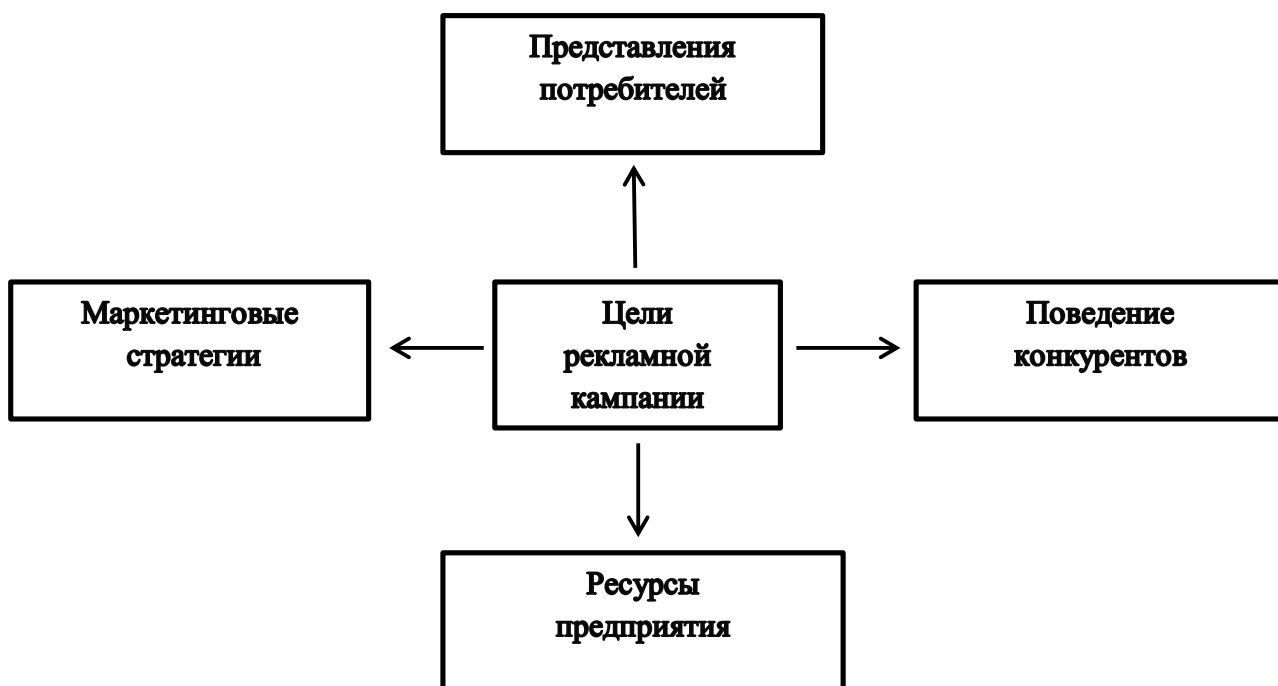 Представления
потребителей
Маркетинговые
стратегии
Цели
рекламной
кампании
Поведение
конкурентов
Ресурсы
предприятия